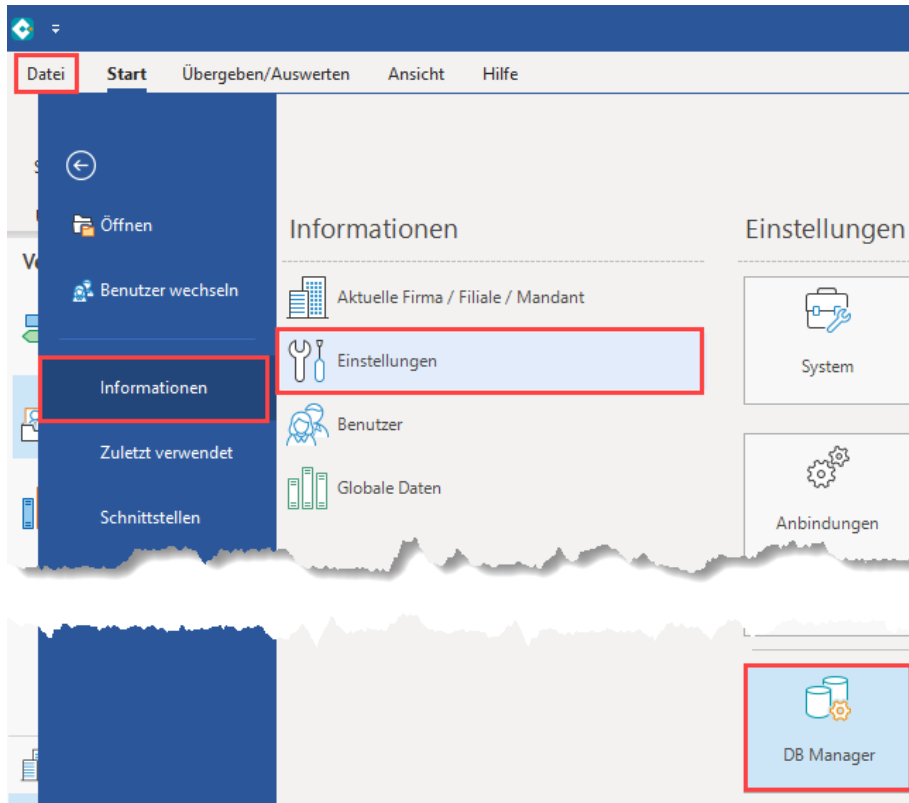 Datei Start Übergeben/Auswerten Ansicht Hilfe
Öffnen
Benutzer wechseln
Informationen
Zuletzt verwendet
Schnittstellen
Informationen
Aktuelle Firma / Filiale / Mandant
Einstellungen
Benutzer
Globale Daten
Einstellungen
System
Anbindungen
DB Manager